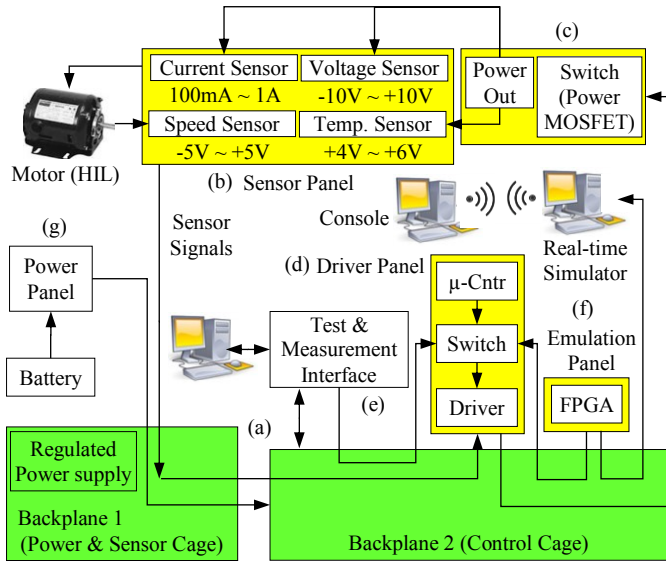 (c)
Current Sensor
Voltage Sensor
100mA ~ 1A
-10V ~ +10V
Speed Sensor
Temp. Sensor
-5V ~ +5V
+4V ~ +6V
(b) Sensor Panel
Power
Out
Switch
(Power
MOSFET)
Motor (HIL)
Sensor
Signals
Console
Real-time
Simulator
(g)
Power
Panel
Battery
(d) Driver Panel
μ-Cntr
Switch
Driver
Test &
Measurement
Interface
(e)
(f)
Emulation
Panel
FPGA
(a)
Regulated
Power supply
Backplane 1
(Power & Sensor Cage)
Backplane 2 (Control Cage)